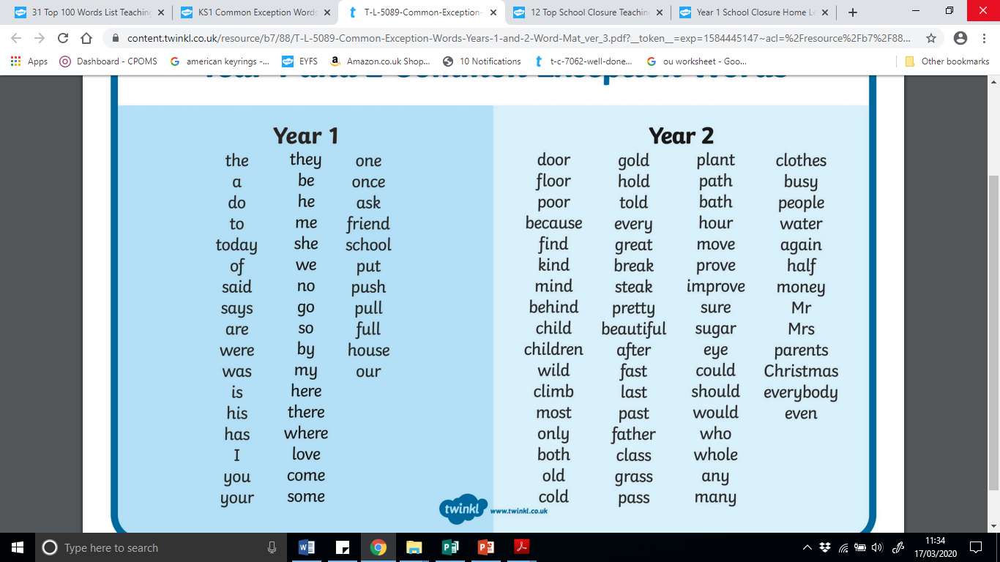 31 Top 100 Words List Teaching
KS1 Common Exception Words
T-L-5089-Common-Exception-
12 Top School Closure Teaching
Year 1 School Closure Home Le
content.twinkl.co.uk/resource/b7/88/T-L-5089-Common-Exception-Words-Years-1-and-2-Word-Mat_ver_3.pdf?__token__=exp=1584445147~acl=%2Fresource%2Fb7%2F88...
Apps
Dashboard - CPOMS
american keyrings -...
EYFS
Amazon.co.uk Shop...
10 Notifications
t-c-7062-well-done...
ou worksheet - Goo...
Other bookmarks
Year 1 and 2 Common Exception Words
Year 1
the
a
do
to
today
of
said
says
are
were
was
is
his
has
I
you
your
they
be
he
me
she
we
no
go
so
by
my
here
there
where
love
come
some
one
once
ask
friend
school
put
push
pull
full
house
our
Year 2
door
floor
poor
because
find
kind
mind
behind
child
children
wild
climb
most
only
both
old
cold
gold
hold
told
every
great
break
steak
pretty
beautiful
after
fast
last
past
father
class
grass
pass
plant
path
bath
hour
move
prove
improve
sure
sugar
eye
could
should
would
who
whole
any
many
clothes
busy
people
water
again
half
money
Mr
Mrs
parents
Christmas
everybody
even
twinkl
www.twinkl.co.uk
Type here to search
11:34
17/03/2020